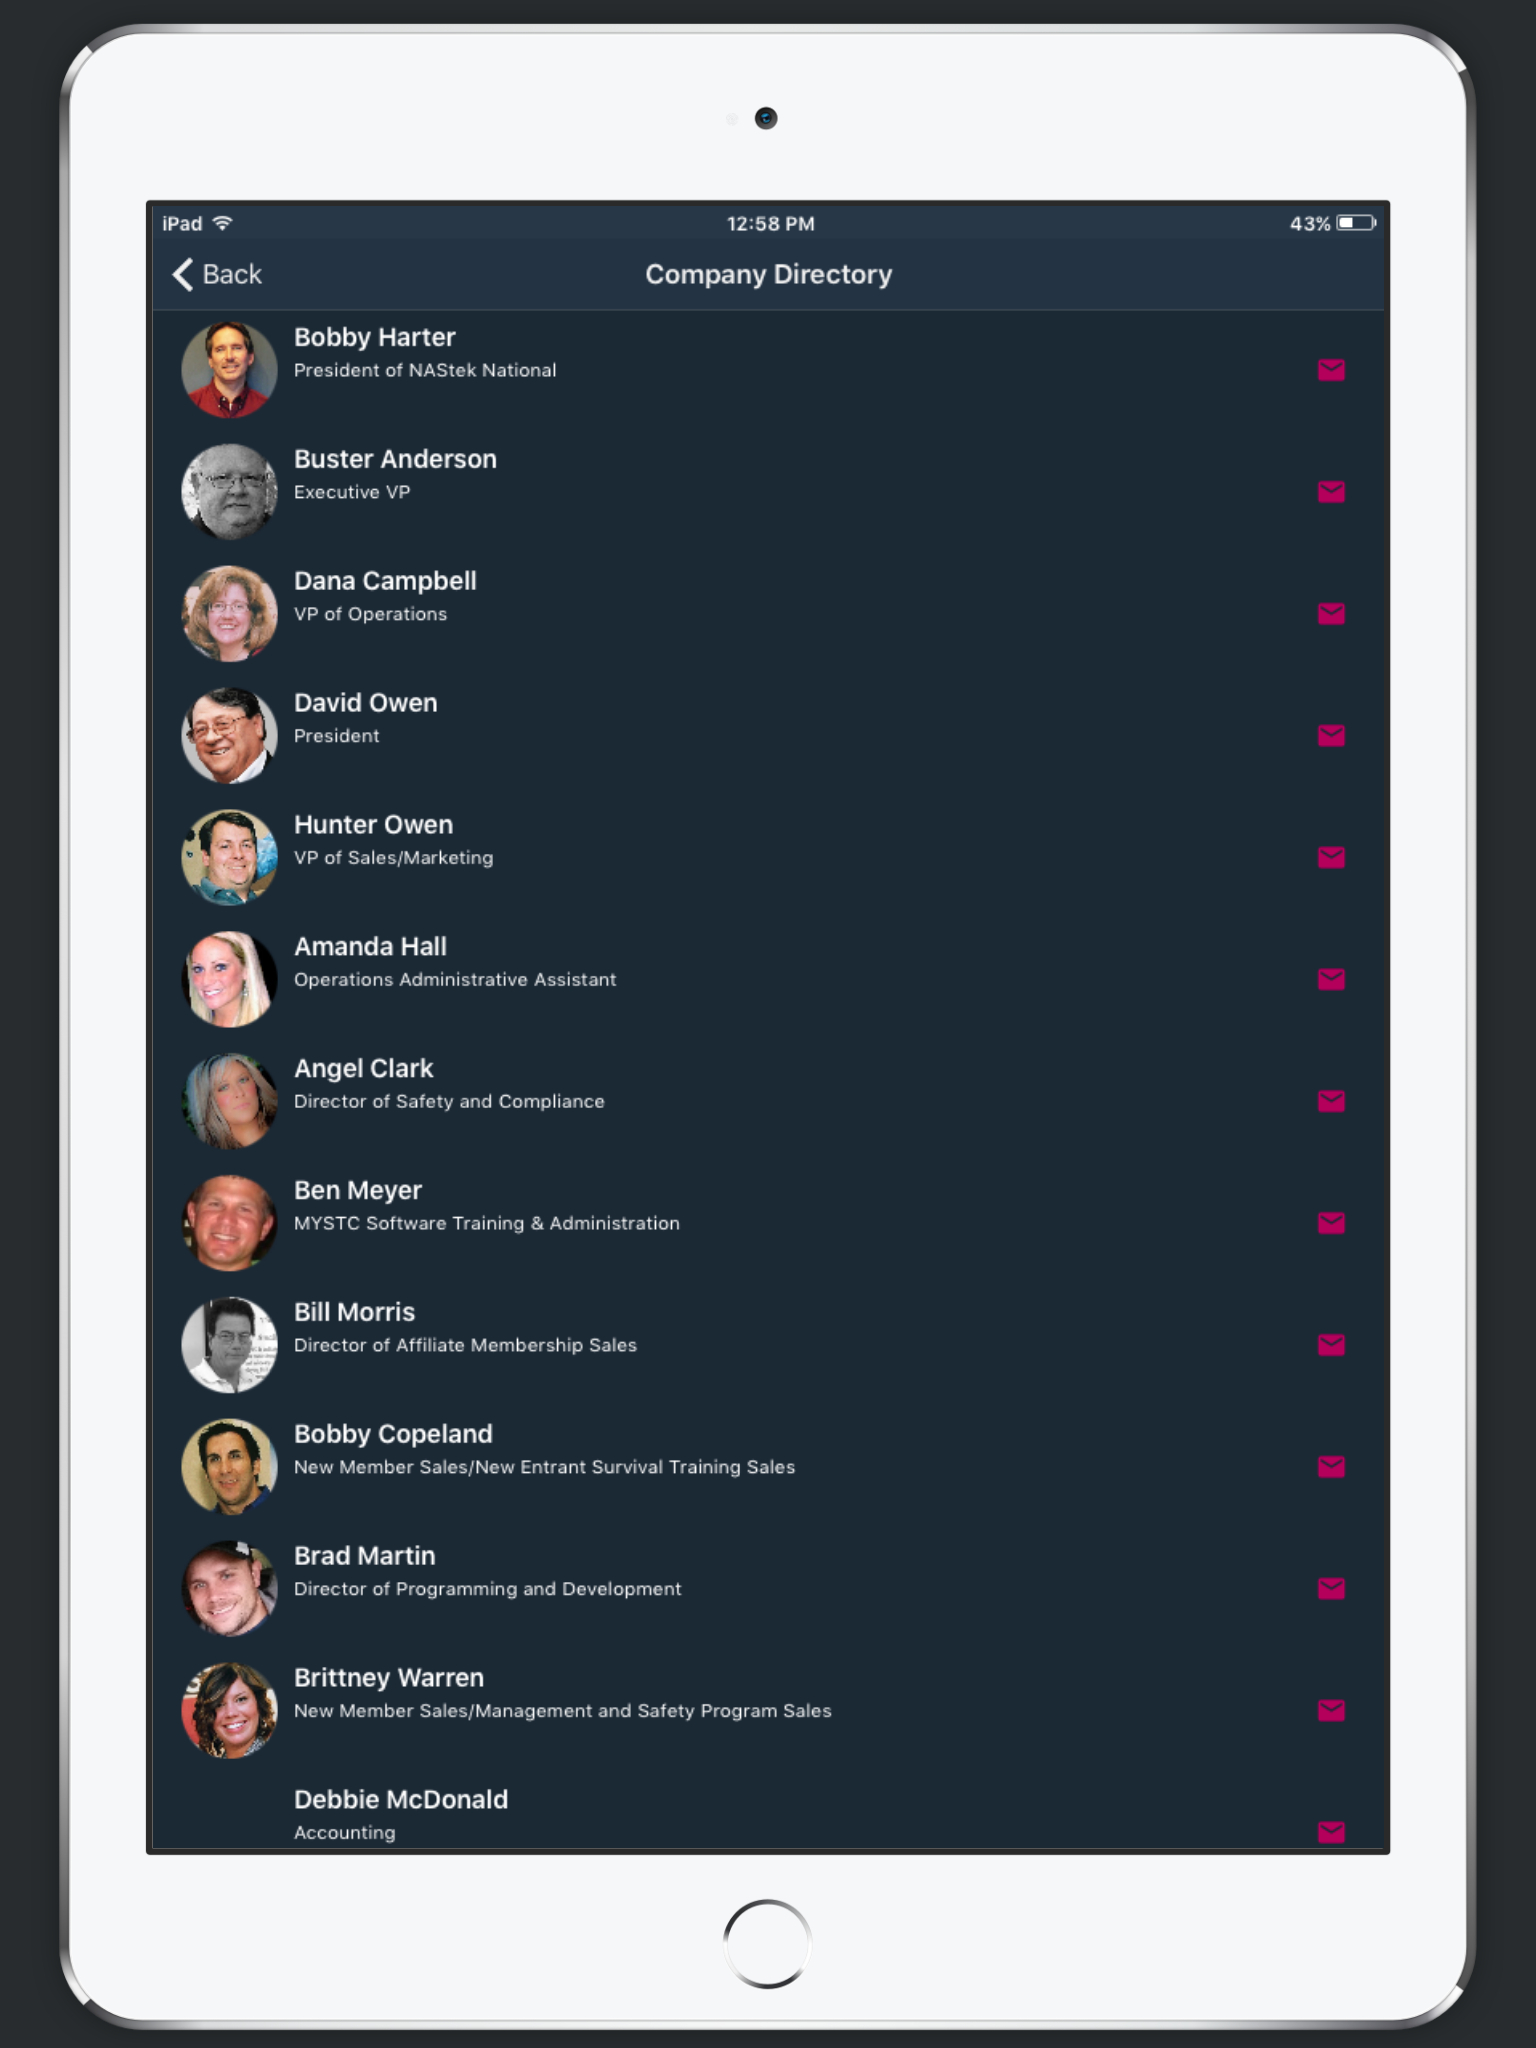 iPad 12:58 PM 43%
Back Company Directory
Bobby Harter
President of NAStek National
Buster Anderson
Executive VP
Dana Campbell
VP of Operations
David Owen
President
Hunter Owen
VP of Sales/Marketing
Amanda Hall
Operations Administrative Assistant
Angel Clark
Director of Safety and Compliance
Ben Meyer
MYSTC Software Training & Administration
Bill Morris
Director of Affiliate Membership Sales
Bobby Copeland
New Member Sales/New Entrant Survival Training Sales
Brad Martin
Director of Programming and Development
Brittney Warren
New Member Sales/Management and Safety Program Sales
Debbie McDonald
Accounting